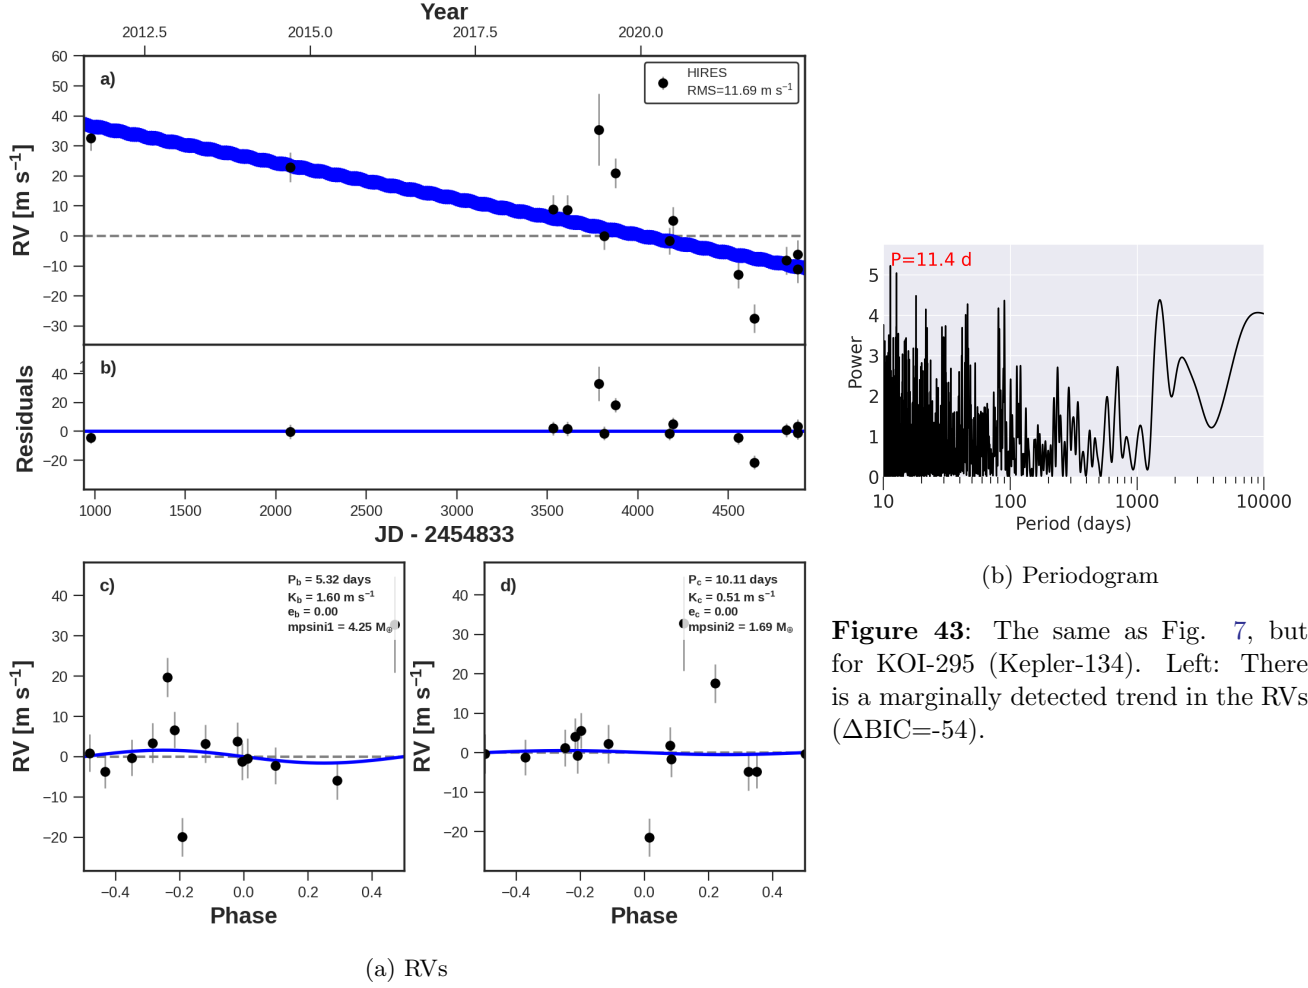 Year
2012.5 2015.0 2017.5 2020.0
a)
HIRES
RMS=11.69 m s⁻¹
60
50
40
30
20
10
0
−10
−20
−30
RV [m s⁻¹]
b)
40
20
0
−20
Residuals
1000 1500 2000 2500 3000 3500 4000 4500
JD - 2454833
c)
P_b = 5.32 days
K_b = 1.60 m s⁻¹
e_b = 0.00
mpsini1 = 4.25 M⊕
40
30
20
10
0
−10
−20
RV [m s⁻¹]
−0.4 −0.2 0.0 0.2 0.4
Phase
d)
P_c = 10.11 days
K_c = 0.51 m s⁻¹
e_c = 0.00
mpsini2 = 1.69 M⊕
40
30
20
10
0
−10
−20
RV [m s⁻¹]
−0.4 −0.2 0.0 0.2 0.4
Phase
(a) RVs
P=11.4 d
5
4
3
2
1
0
Power
10 100 1000 10000
Period (days)
(b) Periodogram
Figure 43: The same as Fig. 7, but
for KOI-295 (Kepler-134). Left: There
is a marginally detected trend in the RVs
(ΔBIC=-54).